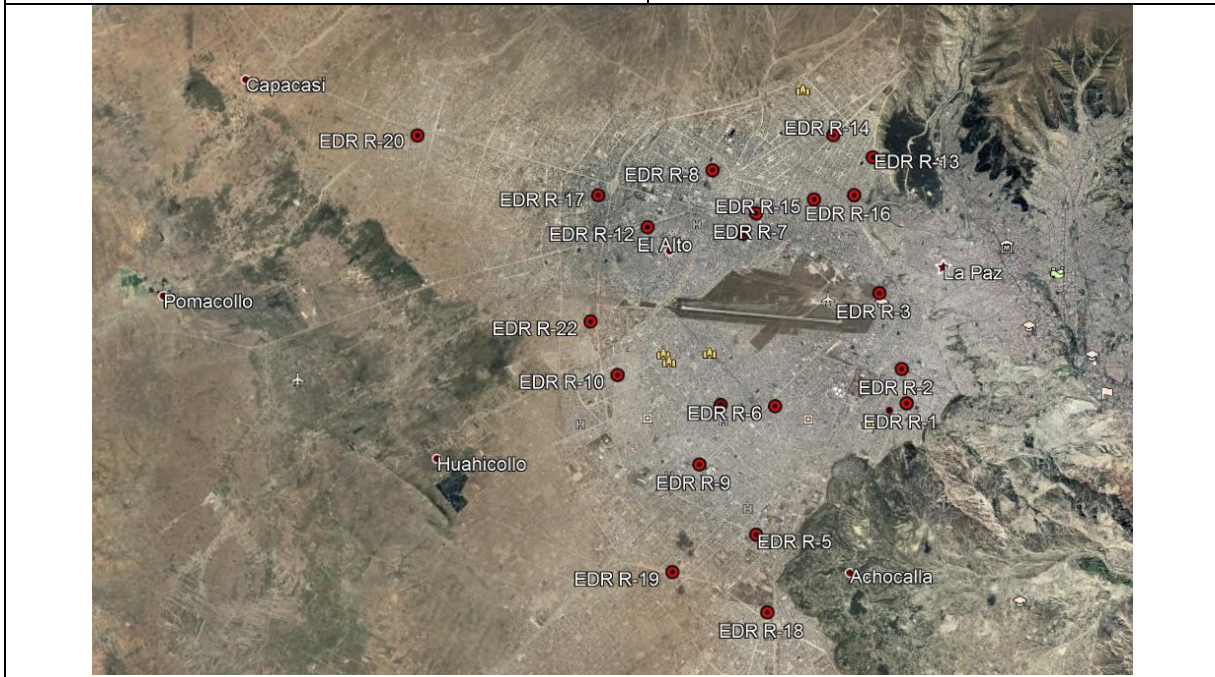 Capacasi
EDR R-20
EDR R-14
EDR R-13
EDR R-8
EDR R-17
EDR R-15
EDR R-16
EDR R-12
EDR R-7
El Alto
La Paz
Pomacollo
EDR R-3
EDR R-22
EDR R-10
EDR R-2
EDR R-6
EDR R-1
Huahicollo
EDR R-9
EDR R-5
EDR R-19
Achocalla
EDR R-18